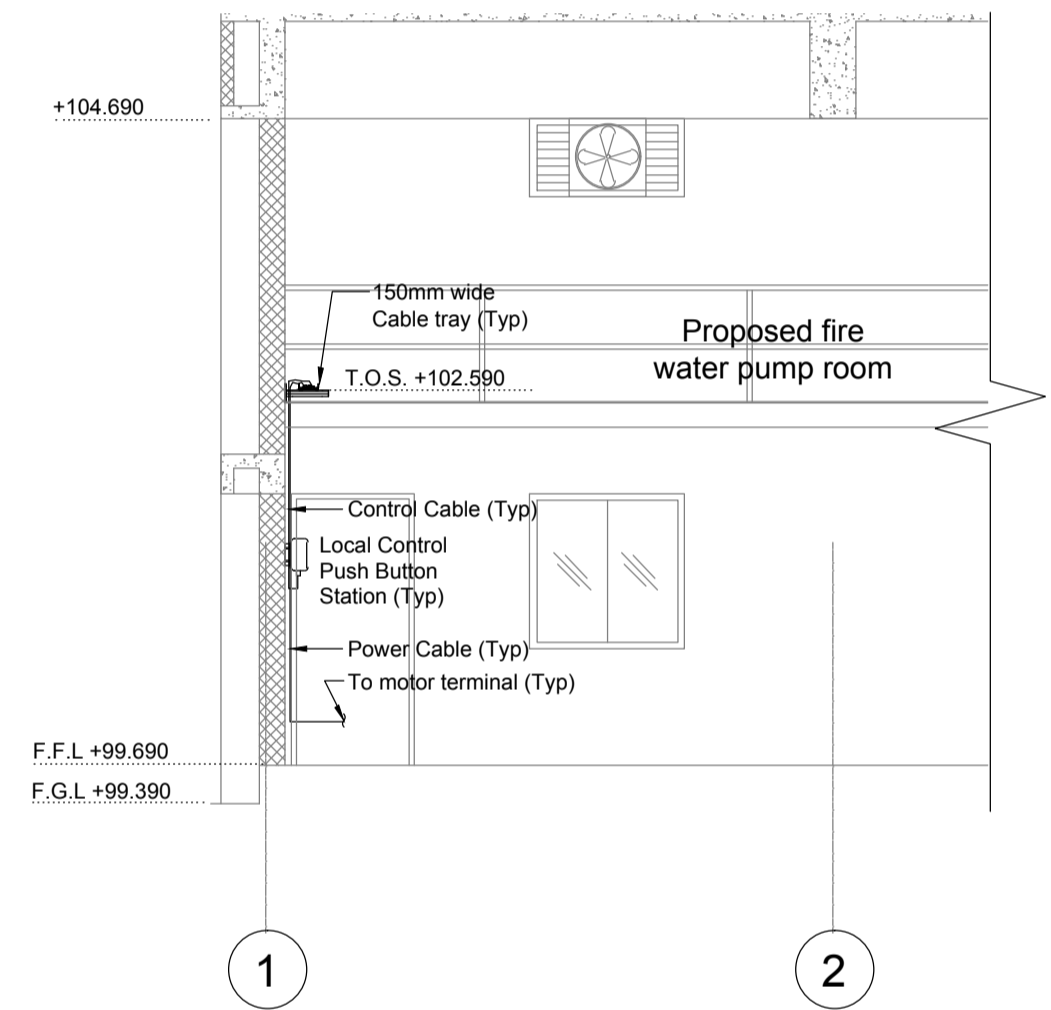 +104.690
150mm wide
Cable tray (Typ)
Proposed fire
water pump room
T.O.S. +102.590
Control Cable (Typ)
Local Control
Push Button
Station (Typ)
Power Cable (Typ)
To motor terminal (Typ)
F.F.L +99.690
F.G.L +99.390
1
2